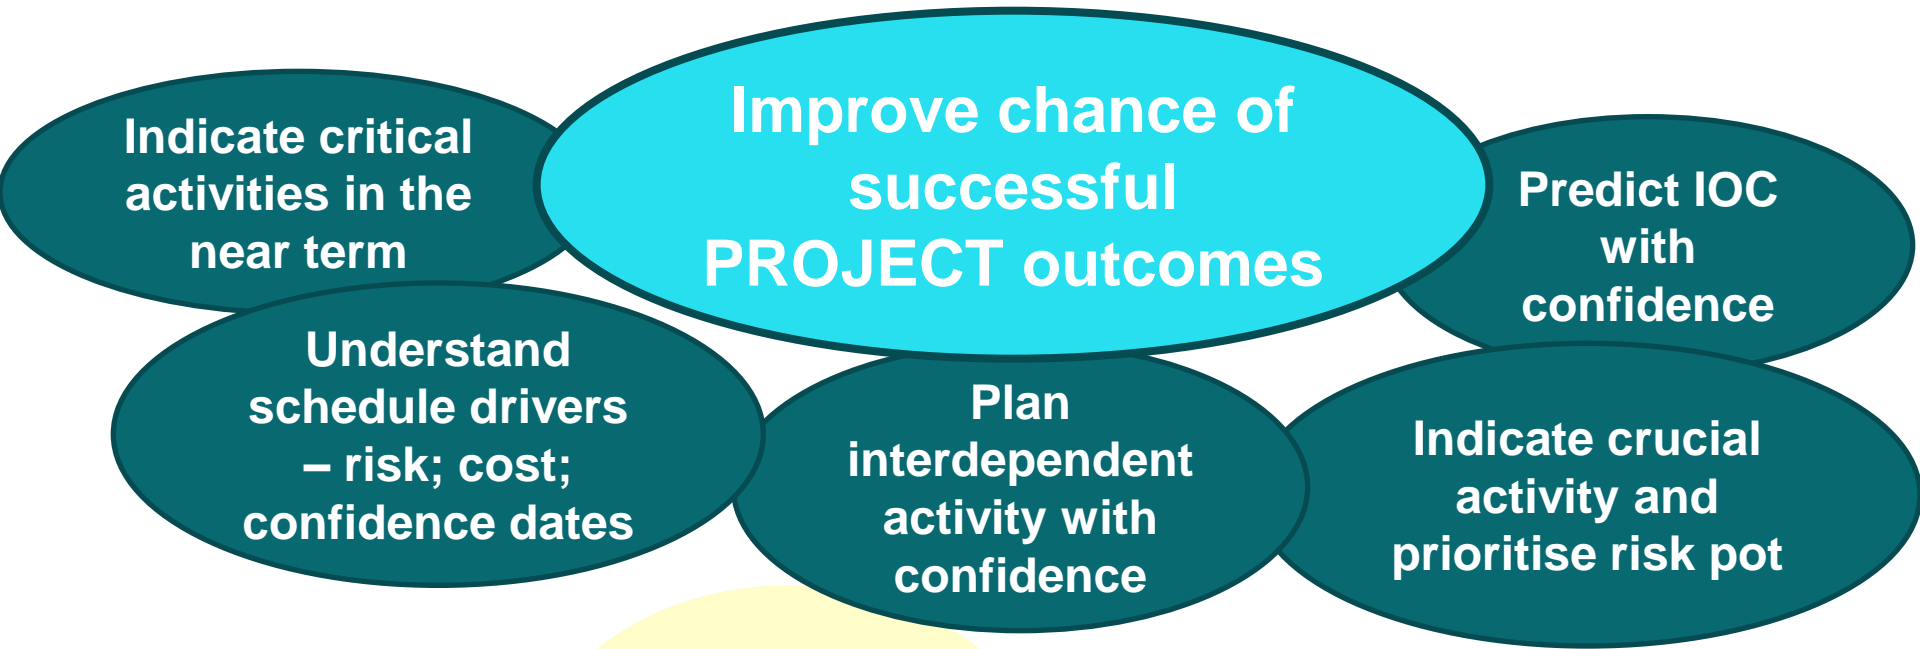 Indicate critical
activities in the
near term
Improve chance of
successful
PROJECT outcomes
Predict IOC
with
confidence
Understand
schedule drivers
– risk; cost;
confidence dates
Plan
interdependent
activity with
confidence
Indicate crucial
activity and
prioritise risk pot